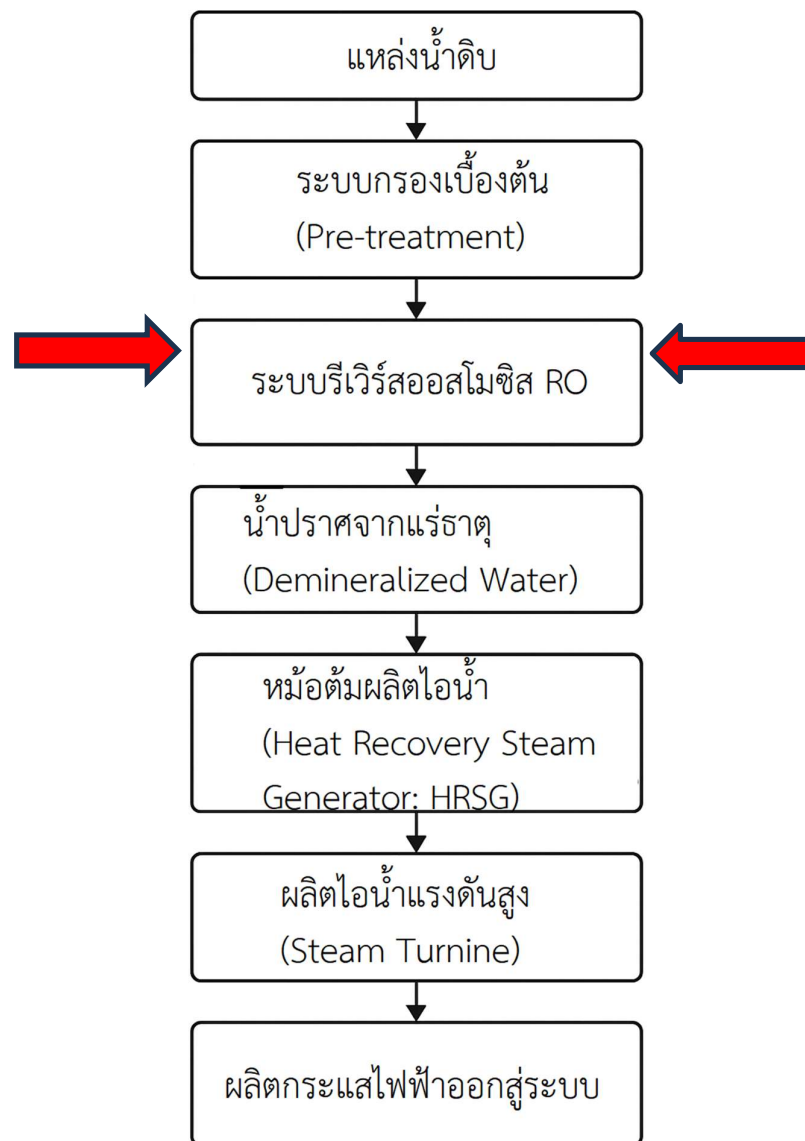 แหล่งน้ำดิบ
ระบบกรองเบื้องต้น
(Pre-treatment)
ระบบรีเวิร์สออสโมซิส RO
น้ำปราศจากแร่ธาตุ
(Demineralized Water)
หม้อต้มผลิตไอน้ำ
(Heat Recovery Steam
Generator: HRSG)
ผลิตไอน้ำแรงดันสูง
(Steam Turnine)
ผลิตกระแสไฟฟ้าออกสู่ระบบ